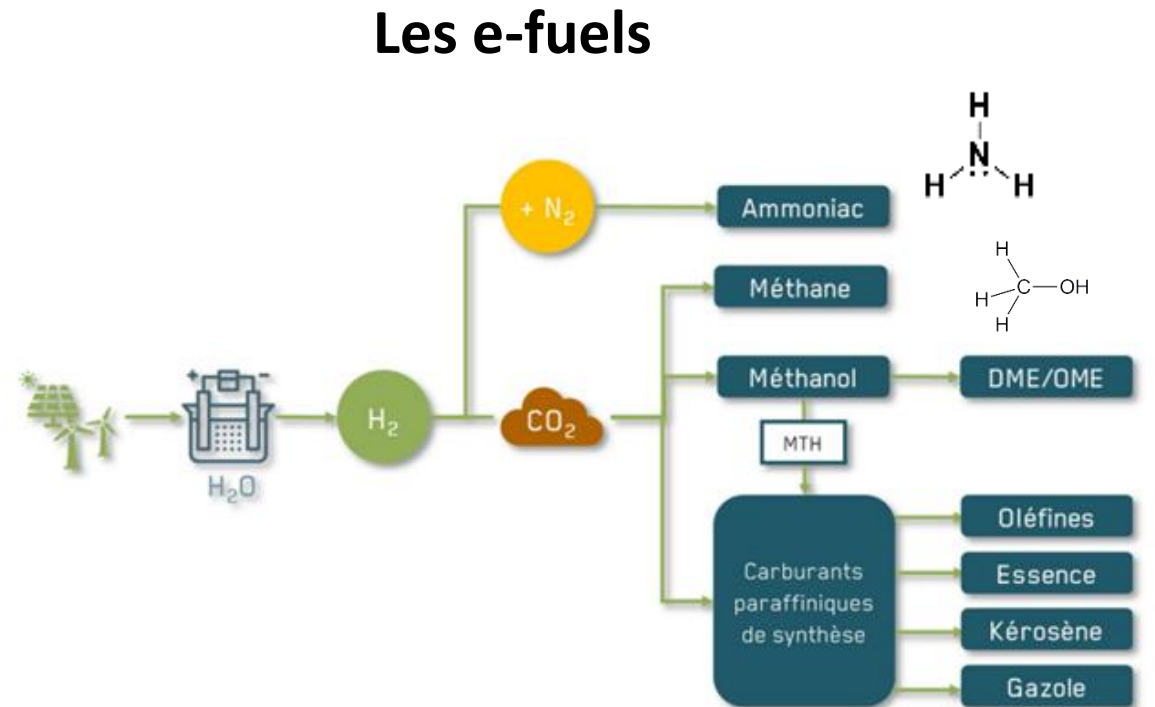 Les e-fuels
H
N
H
H
+ N₂
Ammoniac
H
C
OH
H
H
Méthane
Méthanol
DME/OME
+
-
H₂O
H₂
CO₂
MTH
Carburants
paraffiniques
de synthèse
Oléfines
Essence
Kérosène
Gazole